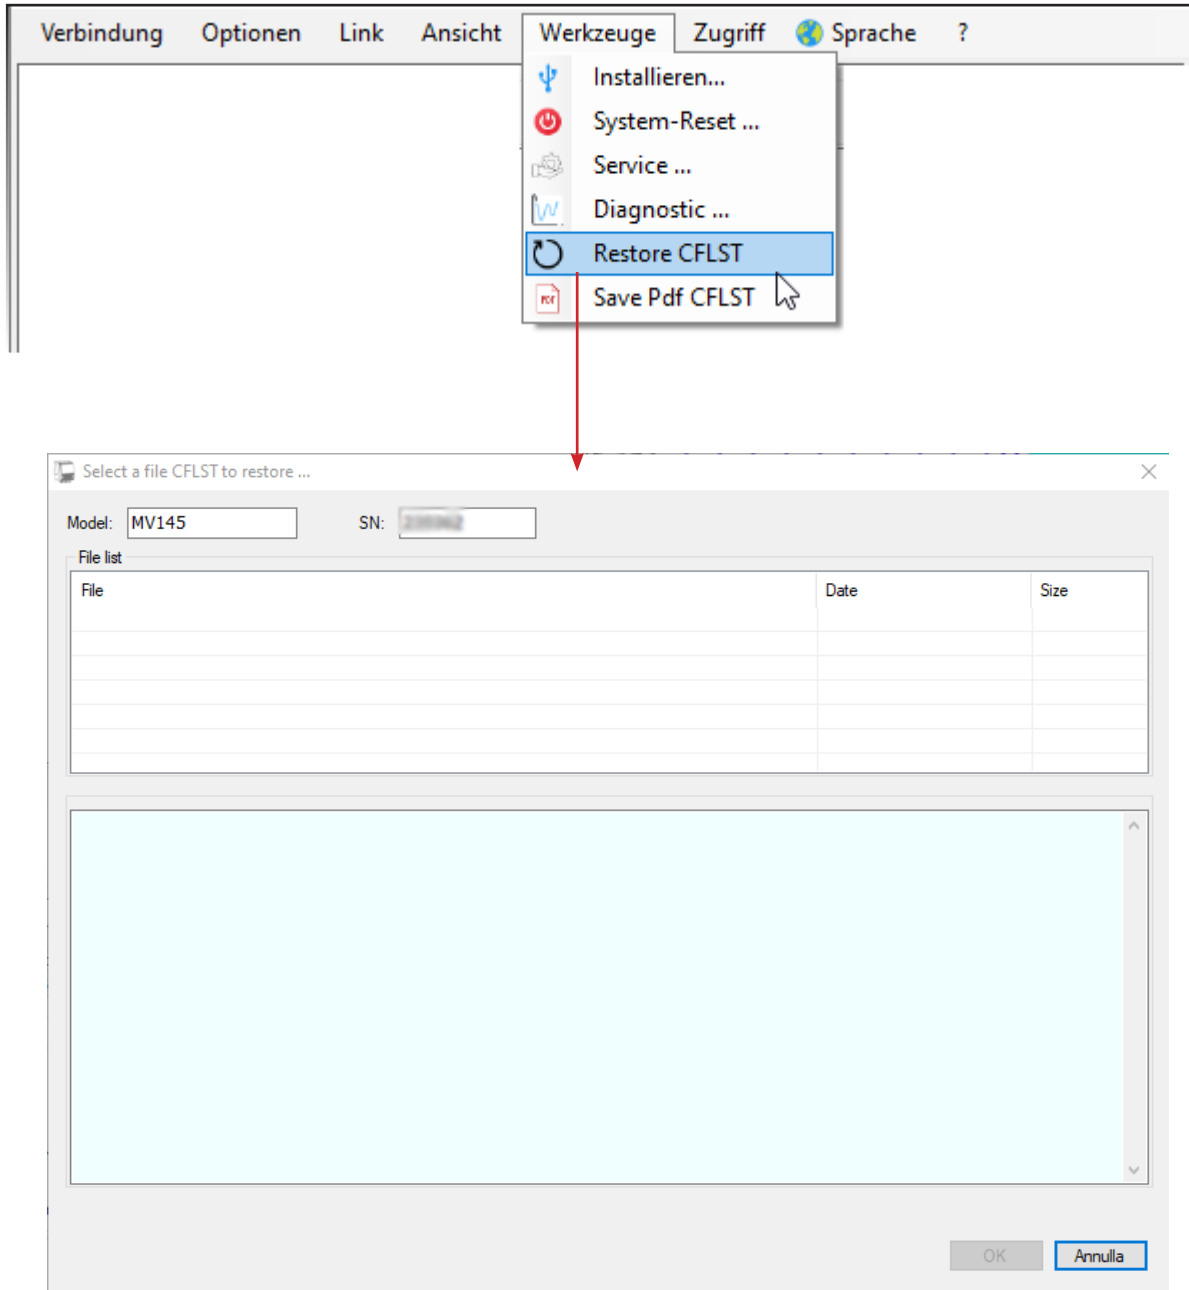 Verbindung Optionen Link Ansicht Werkzeuge Zugriff Sprache ?
Installieren...
System-Reset ...
Service ...
Diagnostic ...
Restore CFLST
PDF Save Pdf CFLST
Select a file CFLST to restore ...
Model: MV145 SN:
File list
File Date Size
OK Annulla